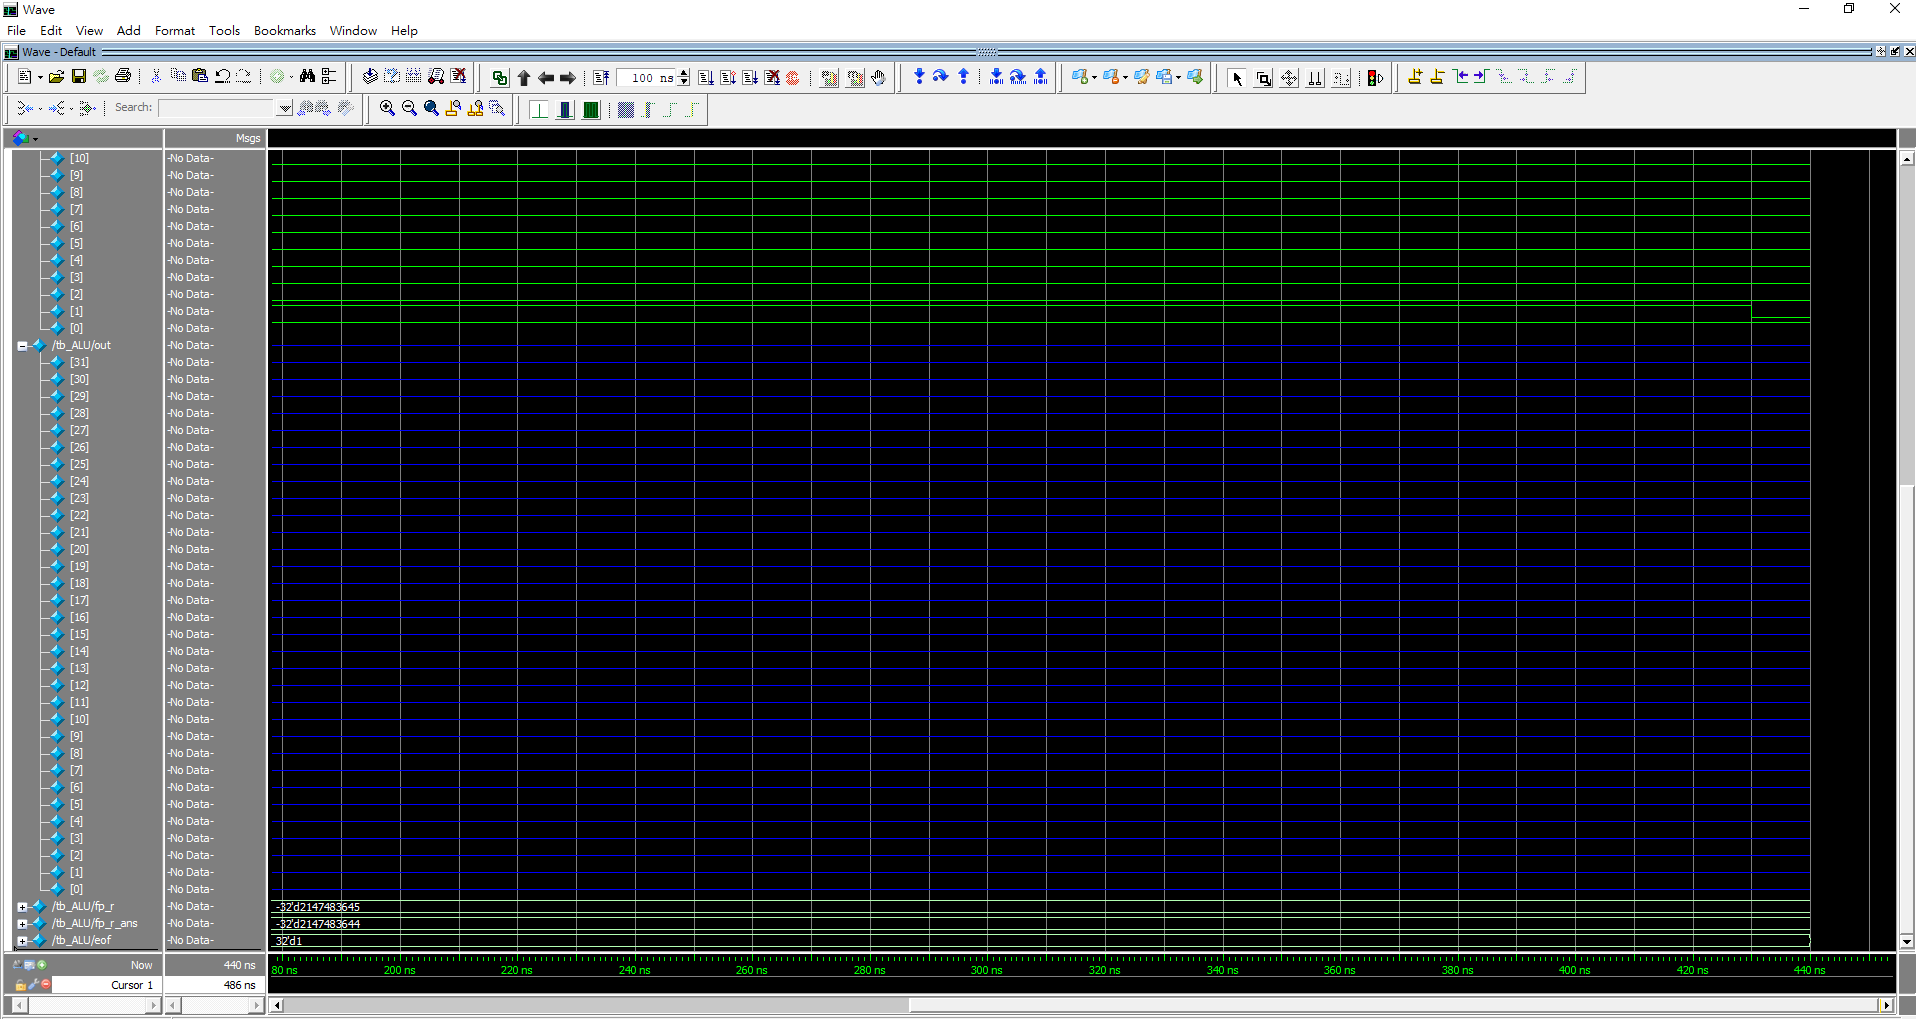 Wave
File Edit View Add Format Tools Bookmarks Window Help
Wave - Default
100 ns
Search:
Msgs
[10] -No Data-
[9] -No Data-
[8] -No Data-
[7] -No Data-
[6] -No Data-
[5] -No Data-
[4] -No Data-
[3] -No Data-
[2] -No Data-
[1] -No Data-
[0] -No Data-
/tb_ALU/out -No Data-
[31] -No Data-
[30] -No Data-
[29] -No Data-
[28] -No Data-
[27] -No Data-
[26] -No Data-
[25] -No Data-
[24] -No Data-
[23] -No Data-
[22] -No Data-
[21] -No Data-
[20] -No Data-
[19] -No Data-
[18] -No Data-
[17] -No Data-
[16] -No Data-
[15] -No Data-
[14] -No Data-
[13] -No Data-
[12] -No Data-
[11] -No Data-
[10] -No Data-
[9] -No Data-
[8] -No Data-
[7] -No Data-
[6] -No Data-
[5] -No Data-
[4] -No Data-
[3] -No Data-
[2] -No Data-
[1] -No Data-
[0] -No Data-
/tb_ALU/fp_r -No Data- -32'd2147483645
/tb_ALU/fp_r_ans -No Data- -32'd2147483644
/tb_ALU/eof -No Data- 32'd1
Now 440 ns 80 ns 200 ns 220 ns 240 ns 260 ns 280 ns 300 ns 320 ns 340 ns 360 ns 380 ns 400 ns 420 ns 440 ns
Cursor 1 486 ns